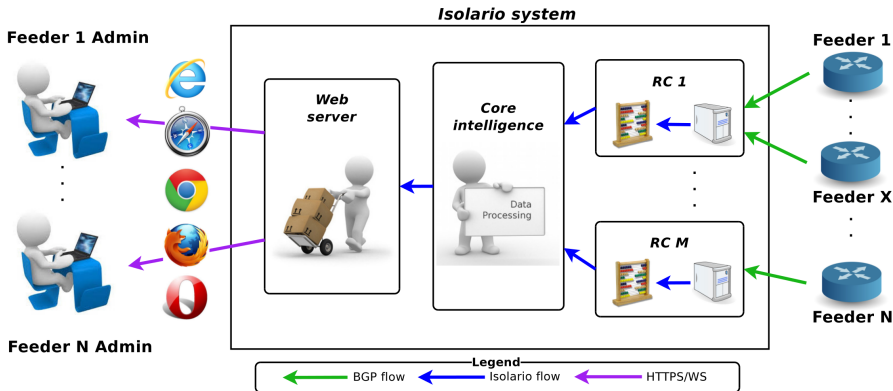 Isolario system
Feeder 1 Admin
Feeder 1
RC 1
Web
server
Core
intelligence
Data
Processing
Feeder X
RC M
Feeder N
Feeder N Admin
Legend
BGP flow
Isolario flow
HTTPS/WS